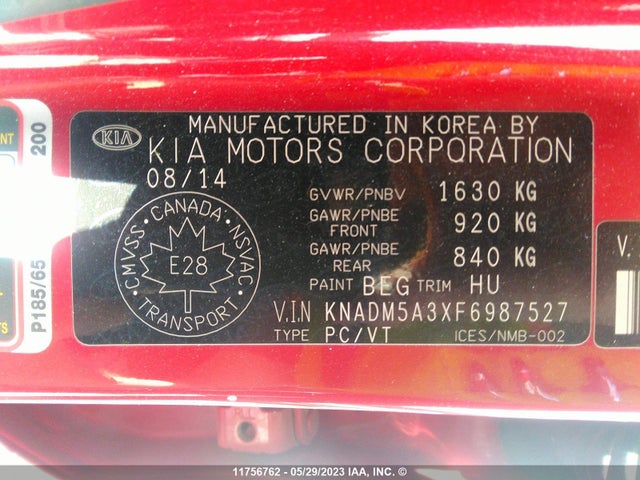 KIA
MANUFACTURED IN KOREA BY
KIA MOTORS CORPORATION
08/14
GVWR/PNBV 1630 KG
GAWR/PNBE FRONT 920 KG
GAWR/PNBE REAR 840 KG
PAINT BEG TRIM HU
V.I.N KNADM5A3XF6987527
TYPE PC/VT ICES/NMB-002
CMVSS • CANADA • NSVAC •
E28
TRANSPORT
200
P185/65
V.
11756762 - 05/29/2023 IAA, INC. ©